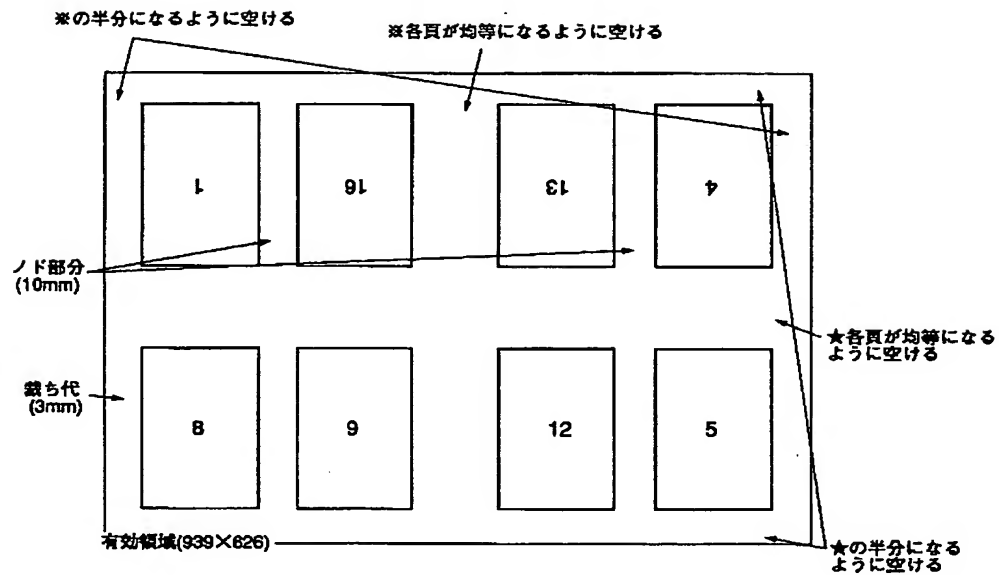 ※の半分になるように空ける
※各頁が均等になるように空ける
1
16
13
4
ノド部分
(10mm)
★各頁が均等になる
ように空ける
裁ち代
(3mm)
8
9
12
5
有効領域(939×626)
★の半分になる
ように空ける